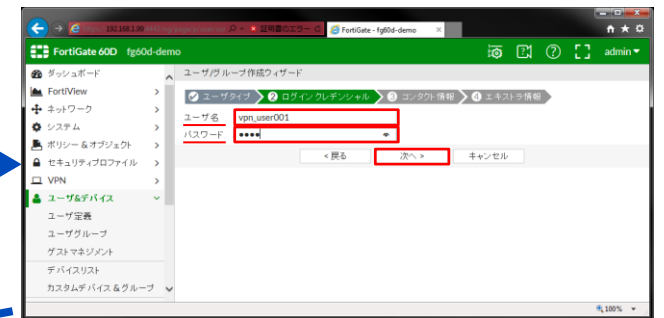 192.168.1.99
証明書のエラー
FortiGate - fg60d-demo
FortiGate 60D fg60d-demo
admin
ダッシュボード
FortiView
ネットワーク
システム
ポリシー & オブジェクト
セキュリティプロファイル
VPN
ユーザ&デバイス
ユーザ定義
ユーザグループ
ゲストマネジメント
デバイスリスト
カスタムデバイス & グループ
ユーザ/グループ作成ウィザード
ユーザタイプ 2 ログインクレデンシャル 3 コンタクト情報 4 エキストラ情報
ユーザ名 vpn_user001
パスワード ••••
< 戻る 次へ > キャンセル
100%